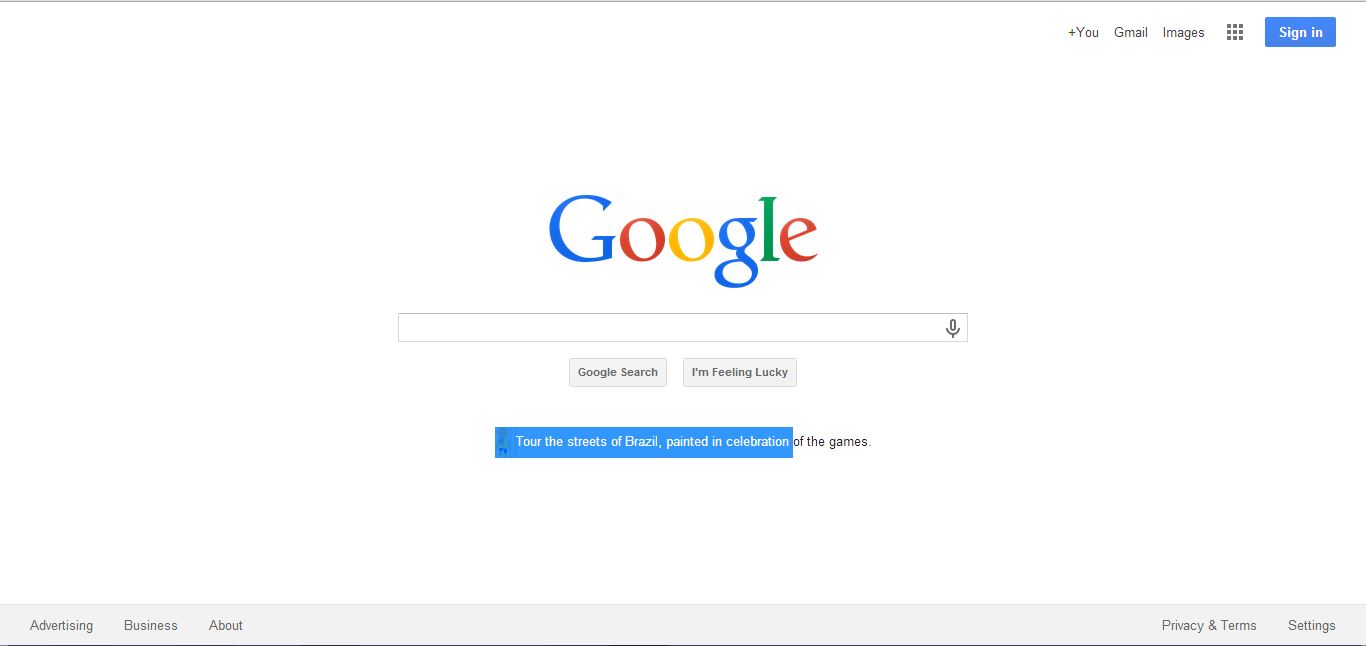 +You Gmail Images Sign in
Google
Google Search I'm Feeling Lucky
Tour the streets of Brazil, painted in celebration of the games.
Advertising Business About Privacy & Terms Settings